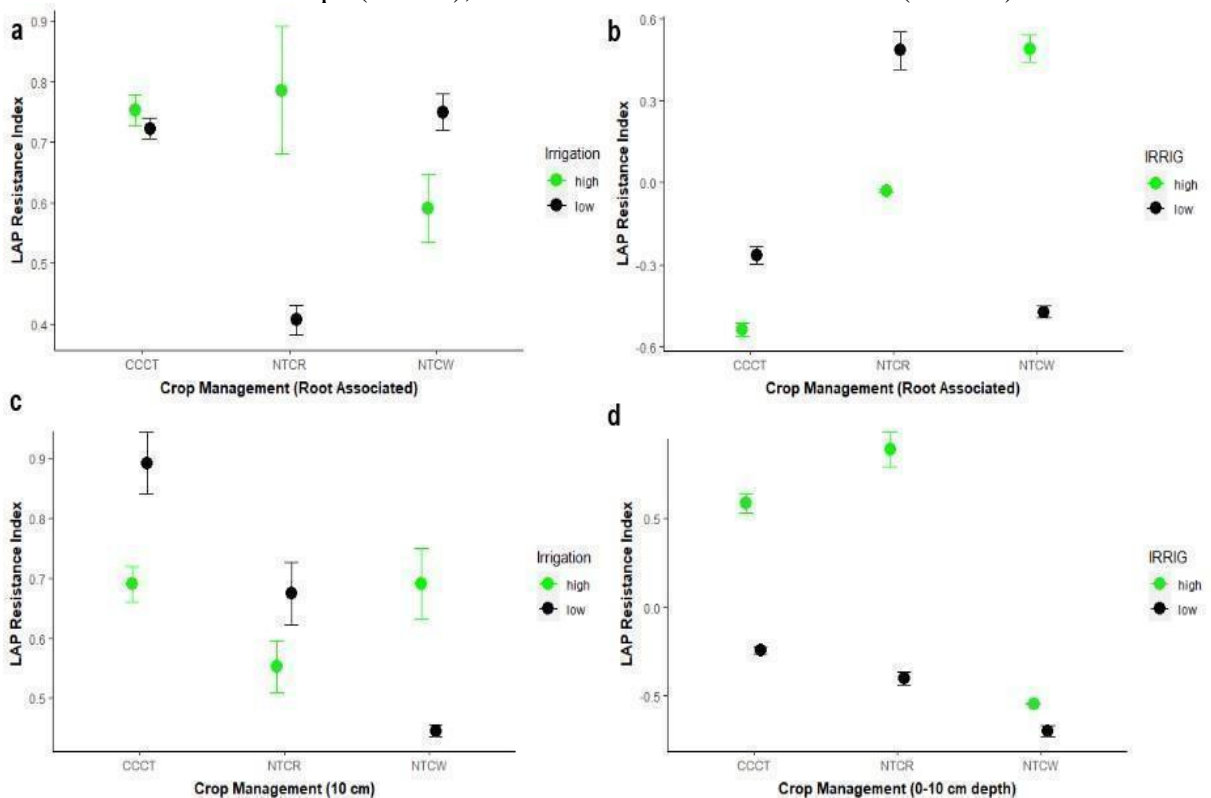 a
0.9
0.8
0.7
0.6
0.5
0.4
LAP Resistance Index
CCCT NTCR NTCW
Crop Management (Root Associated)
Irrigation
high
low
b
0.6
0.3
0.0
-0.3
-0.6
LAP Resistance Index
CCCT NTCR NTCW
Crop Management (Root Associated)
IRRIG
high
low
c
0.9
0.8
0.7
0.6
0.5
LAP Resistance Index
CCCT NTCR NTCW
Crop Management (10 cm)
Irrigation
high
low
d
0.5
0.0
-0.5
LAP Resistance Index
CCCT NTCR NTCW
Crop Management (0-10 cm depth)
IRRIG
high
low